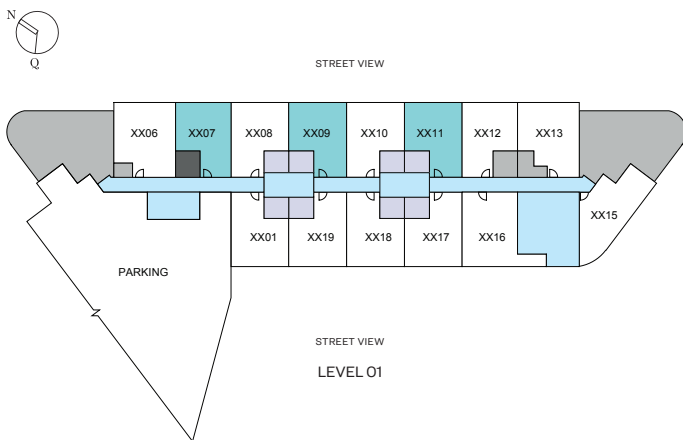 N
Q
STREET VIEW
XX06 XX07 XX08 XX09 XX10 XX11 XX12 XX13
XX01 XX19 XX18 XX17 XX16 XX15
PARKING
STREET VIEW
LEVEL 01